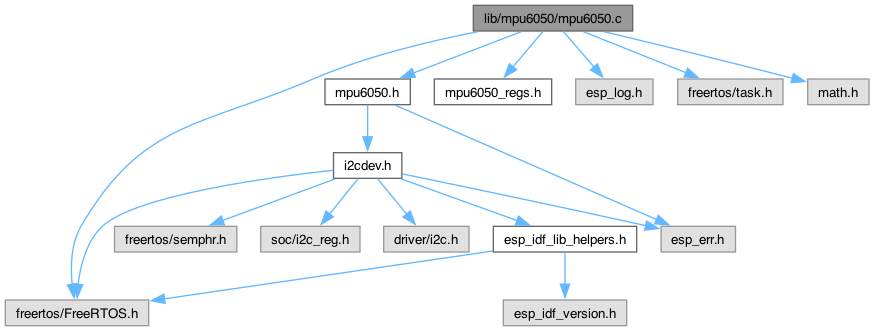 lib/mpu6050/mpu6050.c
mpu6050.h
mpu6050_regs.h
esp_log.h
freertos/task.h
math.h
i2cdev.h
freertos/semphr.h
soc/i2c_reg.h
driver/i2c.h
esp_idf_lib_helpers.h
esp_err.h
freertos/FreeRTOS.h
esp_idf_version.h